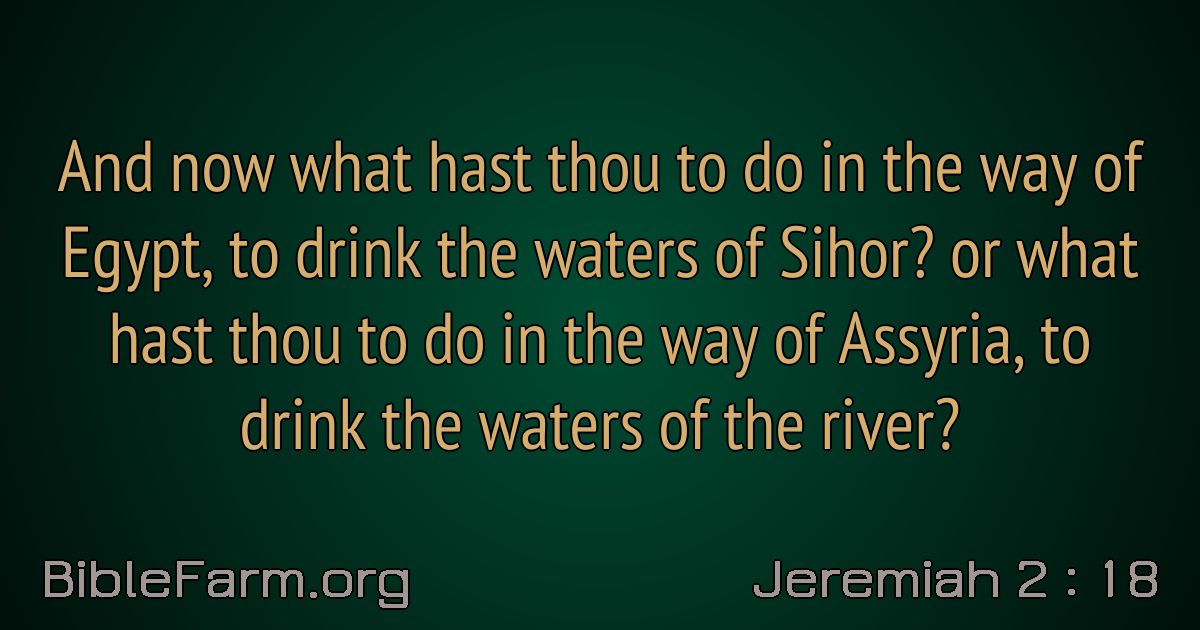 And now what hast thou to do in the way of
Egypt, to drink the waters of Sihor? or what
hast thou to do in the way of Assyria, to
drink the waters of the river?
BibleFarm.org
Jeremiah 2 : 18